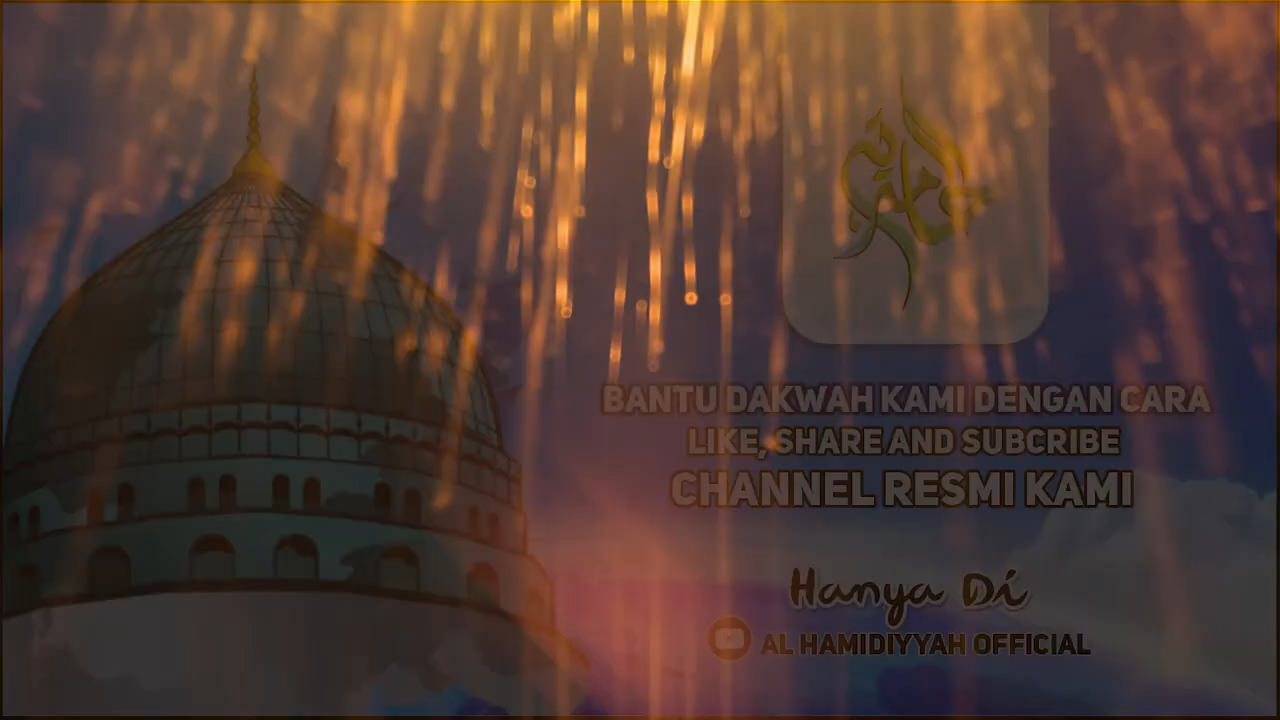 BANTU DAKWAH KAMI DENGAN CARA
LIKE, SHARE AND SUBCRIBE
CHANNEL RESMI KAMI
Hanya Di
AL HAMIDIYYAH OFFICIAL